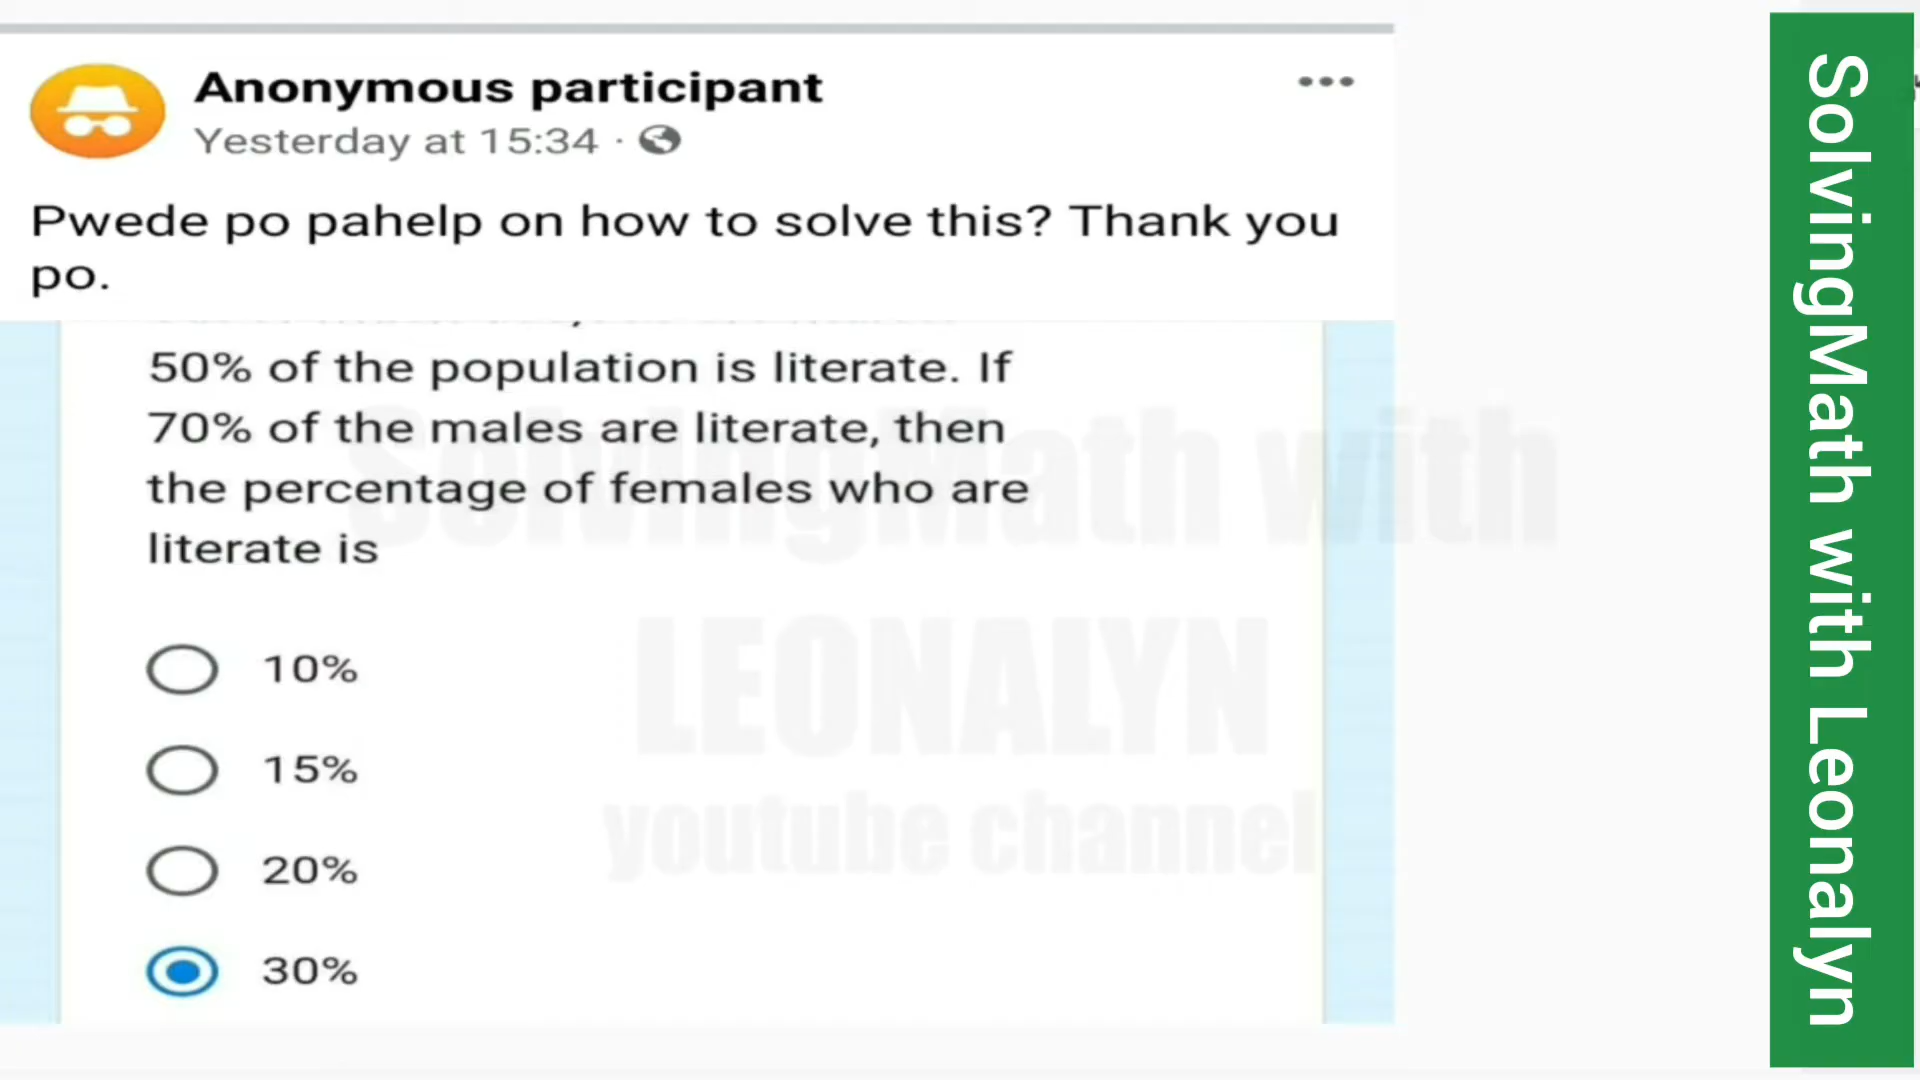 Anonymous participant
Yesterday at 15:34 ·
Pwede po pahelp on how to solve this? Thank you
po.
50% of the population is literate. If
70% of the males are literate, then
the percentage of females who are
literate is
10%
15%
20%
30%
SolvingMath with
LEONALYN
youtube channel
SolvingMath with Leonalyn